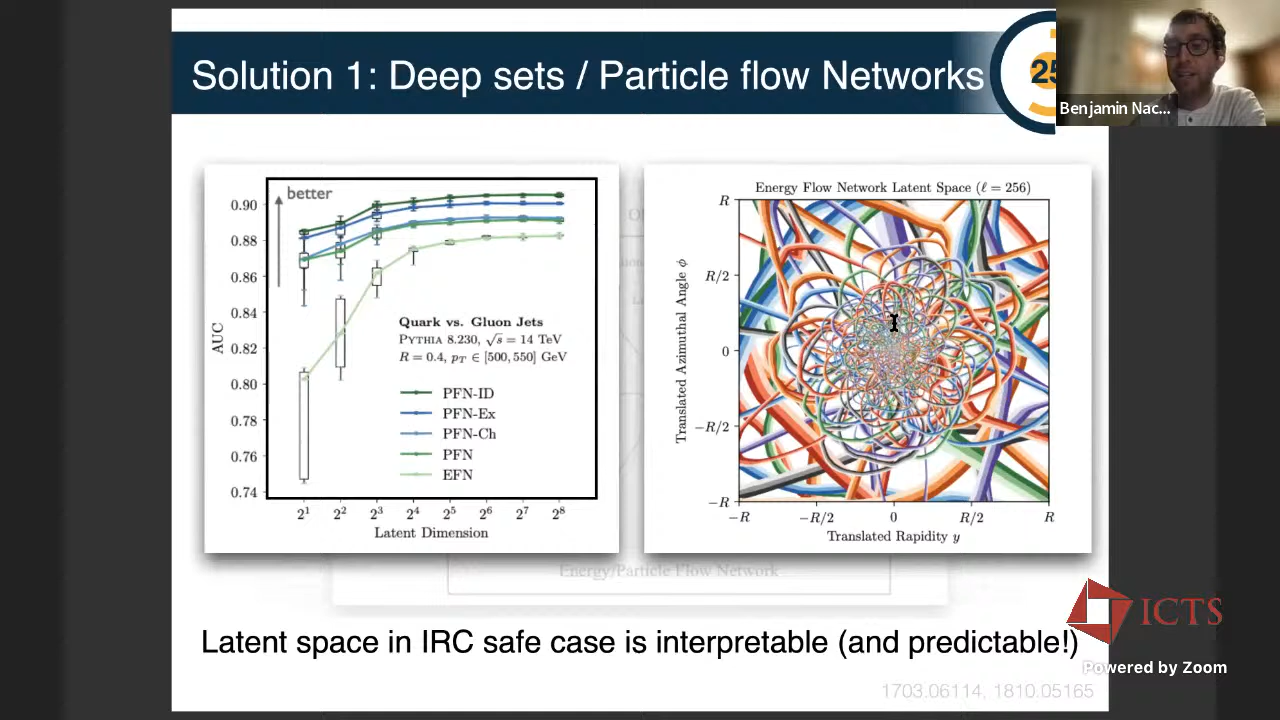 Solution 1: Deep sets / Particle flow Networks
25
Benjamin Nac...
better
0.90
0.88
0.86
0.84
0.82
0.80
0.78
0.76
0.74
AUC
Quark vs. Gluon Jets
PYTHIA 8.230, √s = 14 TeV
R = 0.4, p_T ∈ [500, 550] GeV
PFN-ID
PFN-Ex
PFN-Ch
PFN
EFN
2¹ 2² 2³ 2⁴ 2⁵ 2⁶ 2⁷ 2⁸
Latent Dimension
Energy Flow Network Latent Space (ℓ = 256)
R
R/2
0
−R/2
−R
Translated Azimuthal Angle ϕ
−R −R/2 0 R/2 R
Translated Rapidity y
Energy/Particle Flow Network
Latent space in IRC safe case is interpretable (and predictable!)
1703.06114, 1810.05165
ICTS
Powered by Zoom